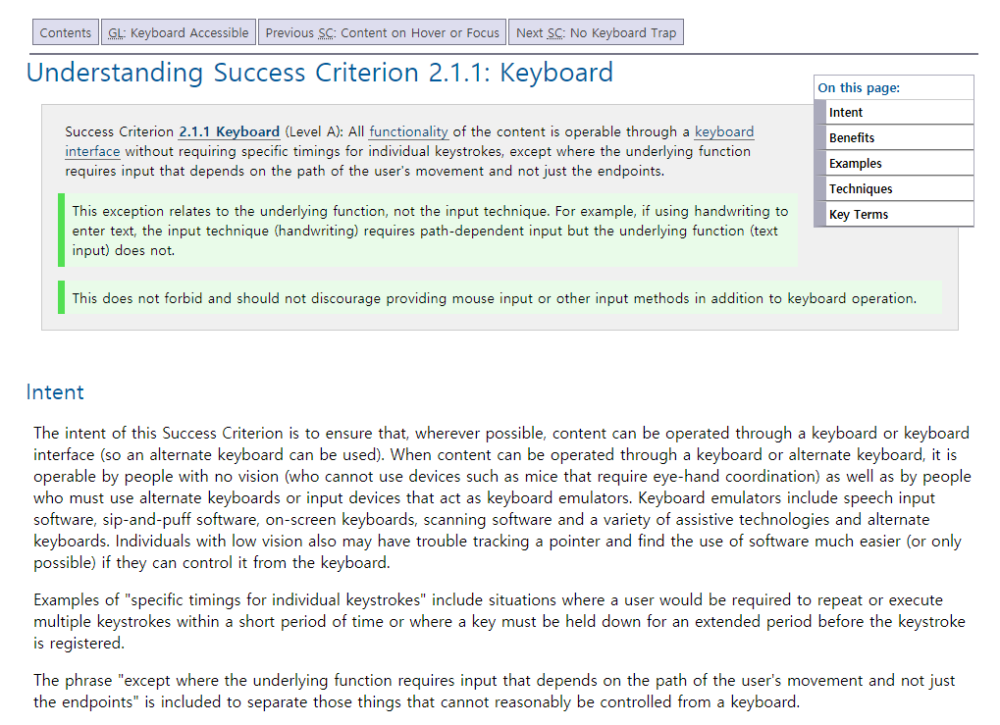 Contents
GL: Keyboard Accessible
Previous SC: Content on Hover or Focus
Next SC: No Keyboard Trap
Understanding Success Criterion 2.1.1: Keyboard
On this page:
Intent
Benefits
Examples
Techniques
Key Terms
Success Criterion 2.1.1 Keyboard (Level A): All functionality of the content is operable through a keyboard
interface without requiring specific timings for individual keystrokes, except where the underlying function
requires input that depends on the path of the user's movement and not just the endpoints.
This exception relates to the underlying function, not the input technique. For example, if using handwriting to
enter text, the input technique (handwriting) requires path-dependent input but the underlying function (text
input) does not.
This does not forbid and should not discourage providing mouse input or other input methods in addition to keyboard operation.
Intent
The intent of this Success Criterion is to ensure that, wherever possible, content can be operated through a keyboard or keyboard
interface (so an alternate keyboard can be used). When content can be operated through a keyboard or alternate keyboard, it is
operable by people with no vision (who cannot use devices such as mice that require eye-hand coordination) as well as by people
who must use alternate keyboards or input devices that act as keyboard emulators. Keyboard emulators include speech input
software, sip-and-puff software, on-screen keyboards, scanning software and a variety of assistive technologies and alternate
keyboards. Individuals with low vision also may have trouble tracking a pointer and find the use of software much easier (or only
possible) if they can control it from the keyboard.
Examples of "specific timings for individual keystrokes" include situations where a user would be required to repeat or execute
multiple keystrokes within a short period of time or where a key must be held down for an extended period before the keystroke
is registered.
The phrase "except where the underlying function requires input that depends on the path of the user's movement and not just
the endpoints" is included to separate those things that cannot reasonably be controlled from a keyboard.